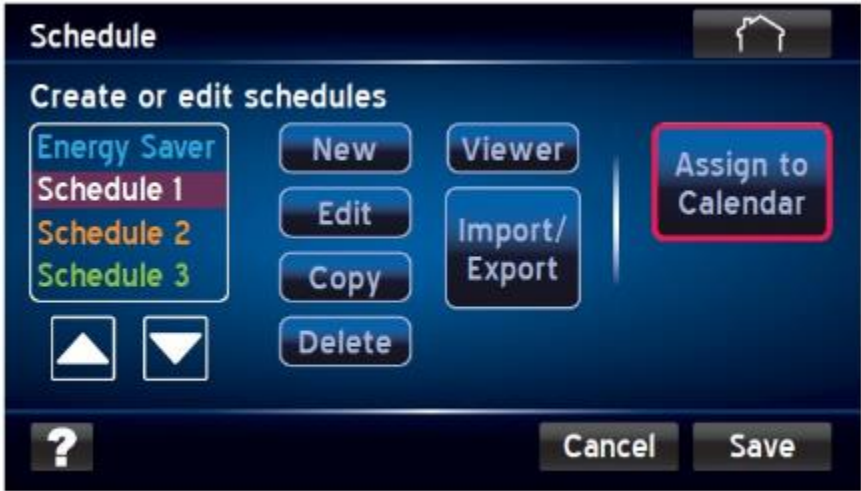 Schedule
Create or edit schedules
Energy Saver
Schedule 1
Schedule 2
Schedule 3
New
Edit
Copy
Delete
Viewer
Import/
Export
Assign to
Calendar
?
Cancel
Save